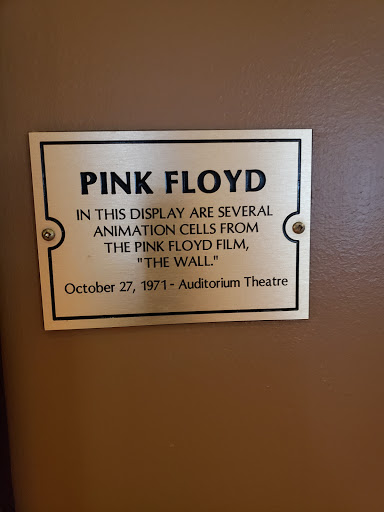 PINK FLOYD
IN THIS DISPLAY ARE SEVERAL
ANIMATION CELLS FROM
THE PINK FLOYD FILM,
"THE WALL."
October 27, 1971 - Auditorium Theatre